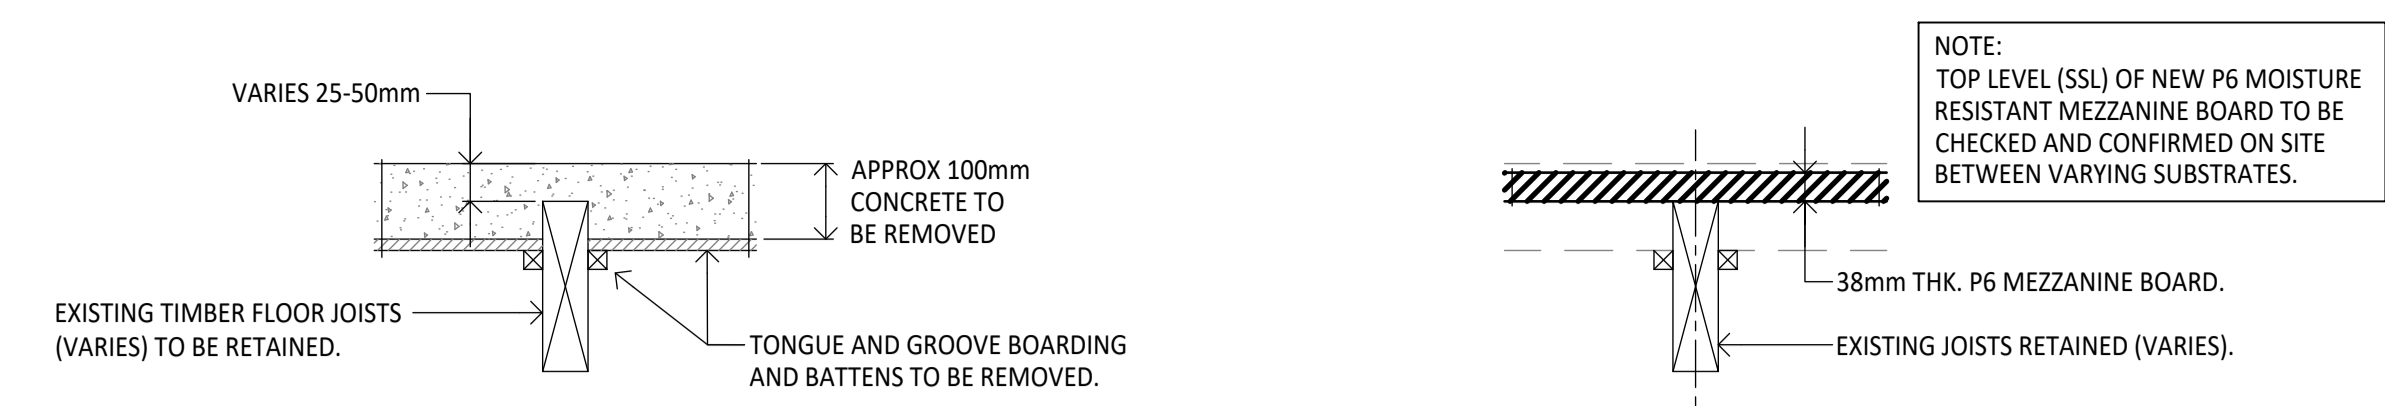 VARIES 25-50mm
APPROX 100mm
CONCRETE TO
BE REMOVED
EXISTING TIMBER FLOOR JOISTS
(VARIES) TO BE RETAINED.
TONGUE AND GROOVE BOARDING
AND BATTENS TO BE REMOVED.
NOTE:
TOP LEVEL (SSL) OF NEW P6 MOISTURE
RESISTANT MEZZANINE BOARD TO BE
CHECKED AND CONFIRMED ON SITE
BETWEEN VARYING SUBSTRATES.
38mm THK. P6 MEZZANINE BOARD.
EXISTING JOISTS RETAINED (VARIES).